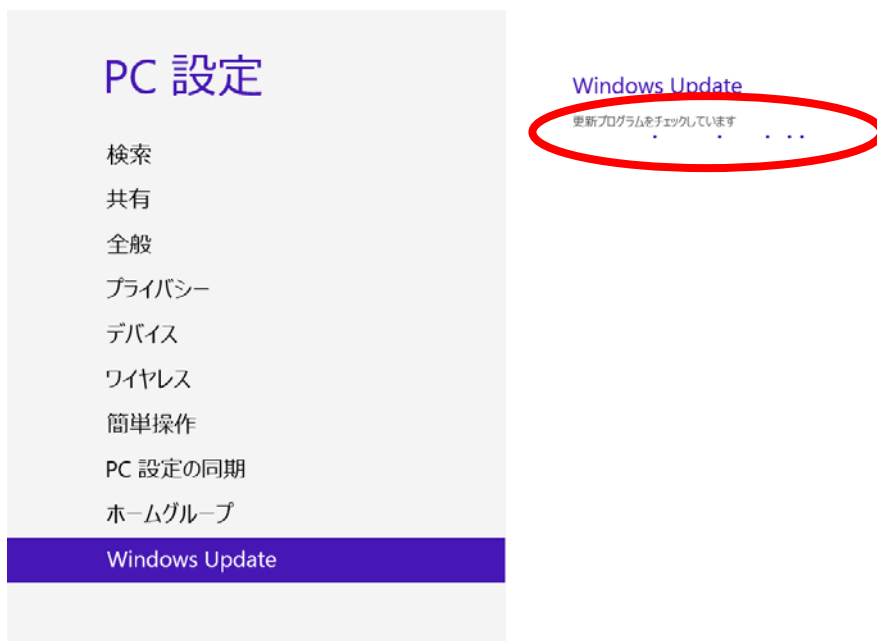 PC 設定
検索
共有
全般
プライバシー
デバイス
ワイヤレス
簡単操作
PC 設定の同期
ホームグループ
Windows Update
Windows Update
更新プログラムをチェックしています